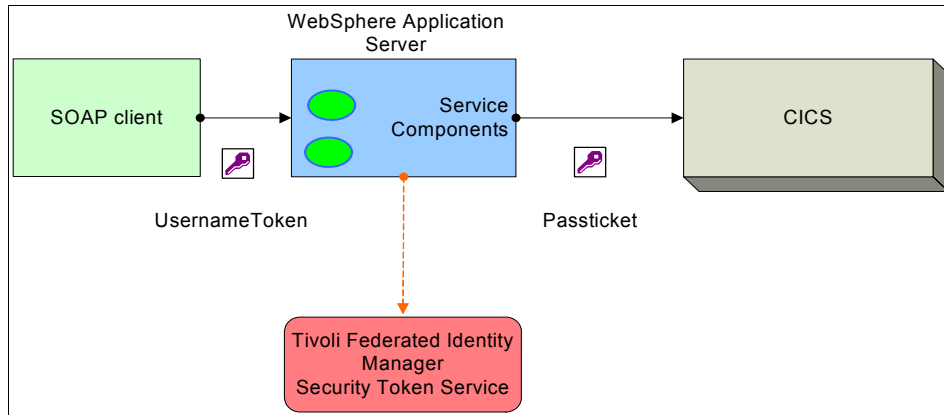 WebSphere Application
Server
SOAP client
Service
Components
CICS
UsernameToken
Passticket
Tivoli Federated Identity
Manager
Security Token Service